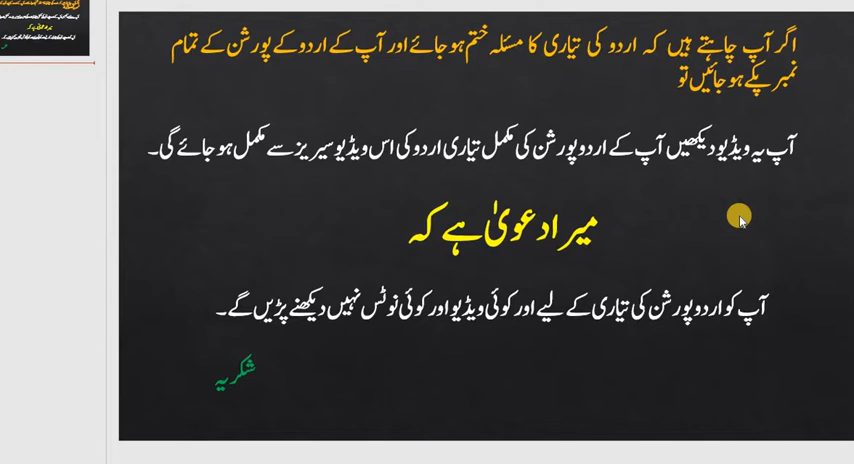 اگر آپ چاہتے ہیں کہ اردو کی تیاری کا مسئلہ ختم ہو جائے اور آپ کے اردو کے پورشن کے تمام
نمبر پکے ہو جائیں تو
آپ یہ ویڈیو دیکھیں آپ کے اردو پورشن کی مکمل تیاری اردو کی اس ویڈیو سیریز سے مکمل ہو جائے گی۔
میرا دعویٰ ہے کہ
آپ کو اردو پورشن کی تیاری کے لیے اور کوئی ویڈیو اور کوئی نوٹس نہیں دیکھنے پڑیں گے۔
شکریہ